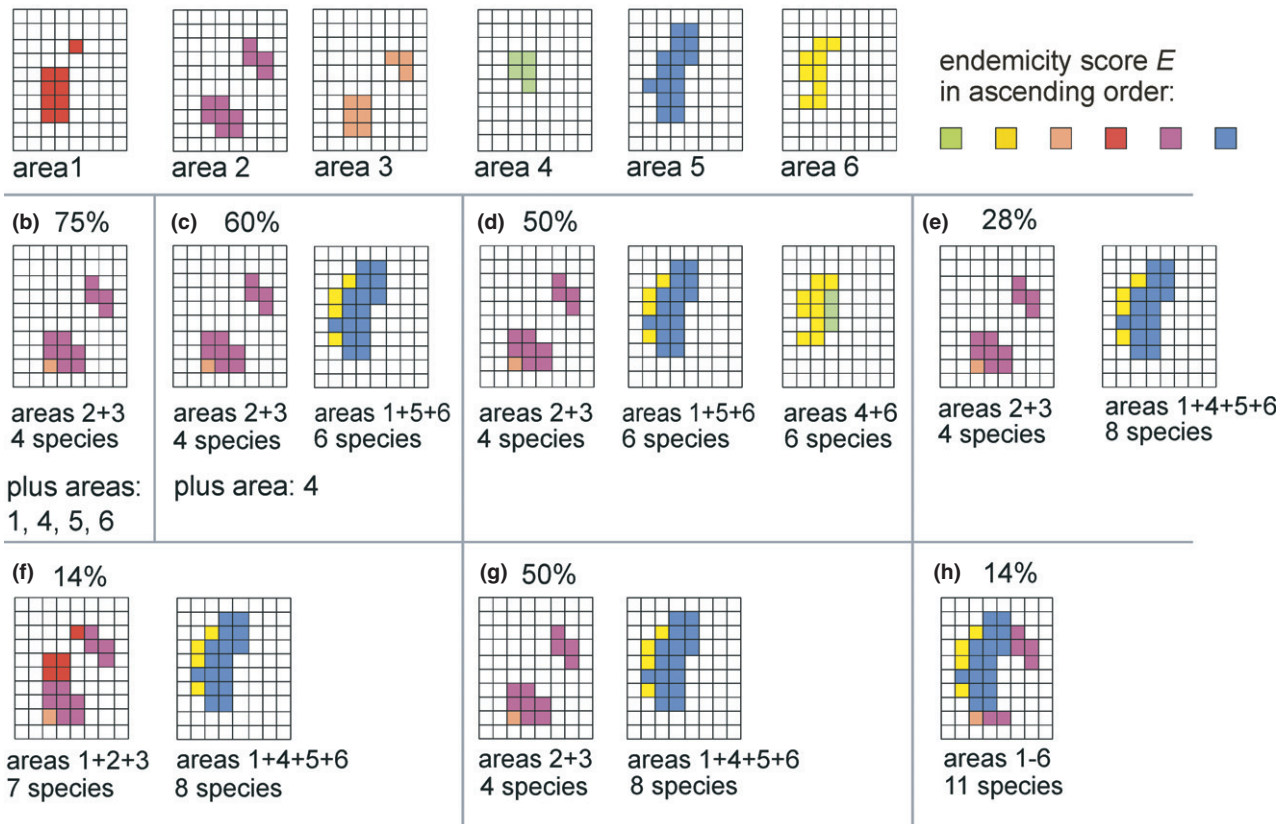 area1
area 2
area 3
area 4
area 5
area 6
endemicity score E
in ascending order:
(b) 75%
areas 2+3
4 species
plus areas:
1, 4, 5, 6
(c) 60%
areas 2+3
4 species
areas 1+5+6
6 species
plus area: 4
(d) 50%
areas 2+3
4 species
areas 1+5+6
6 species
areas 4+6
6 species
(e) 28%
areas 2+3
4 species
areas 1+4+5+6
8 species
(f) 14%
areas 1+2+3
7 species
areas 1+4+5+6
8 species
(g) 50%
areas 2+3
4 species
areas 1+4+5+6
8 species
(h) 14%
areas 1-6
11 species